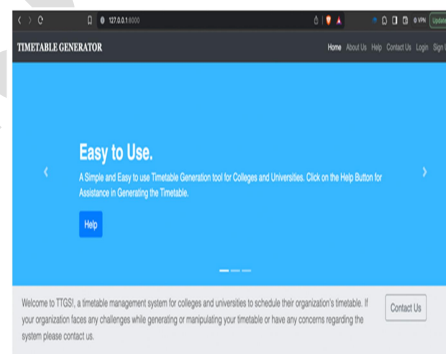 127.0.0.1:8000
VPN
Update
TIMETABLE GENERATOR
Home About Us Help Contact Us Login Sign
Easy to Use.
A Simple and Easy to use Timetable Generation tool for Colleges and Universities. Click on the Help Button for
Assistance in Generating the Timetable.
Help
Welcome to TTGS!, a timetable management system for colleges and universities to schedule their organization's timetable. If
your organization faces any challenges while generating or manipulating your timetable or have any concerns regarding the
system please contact us.
Contact Us